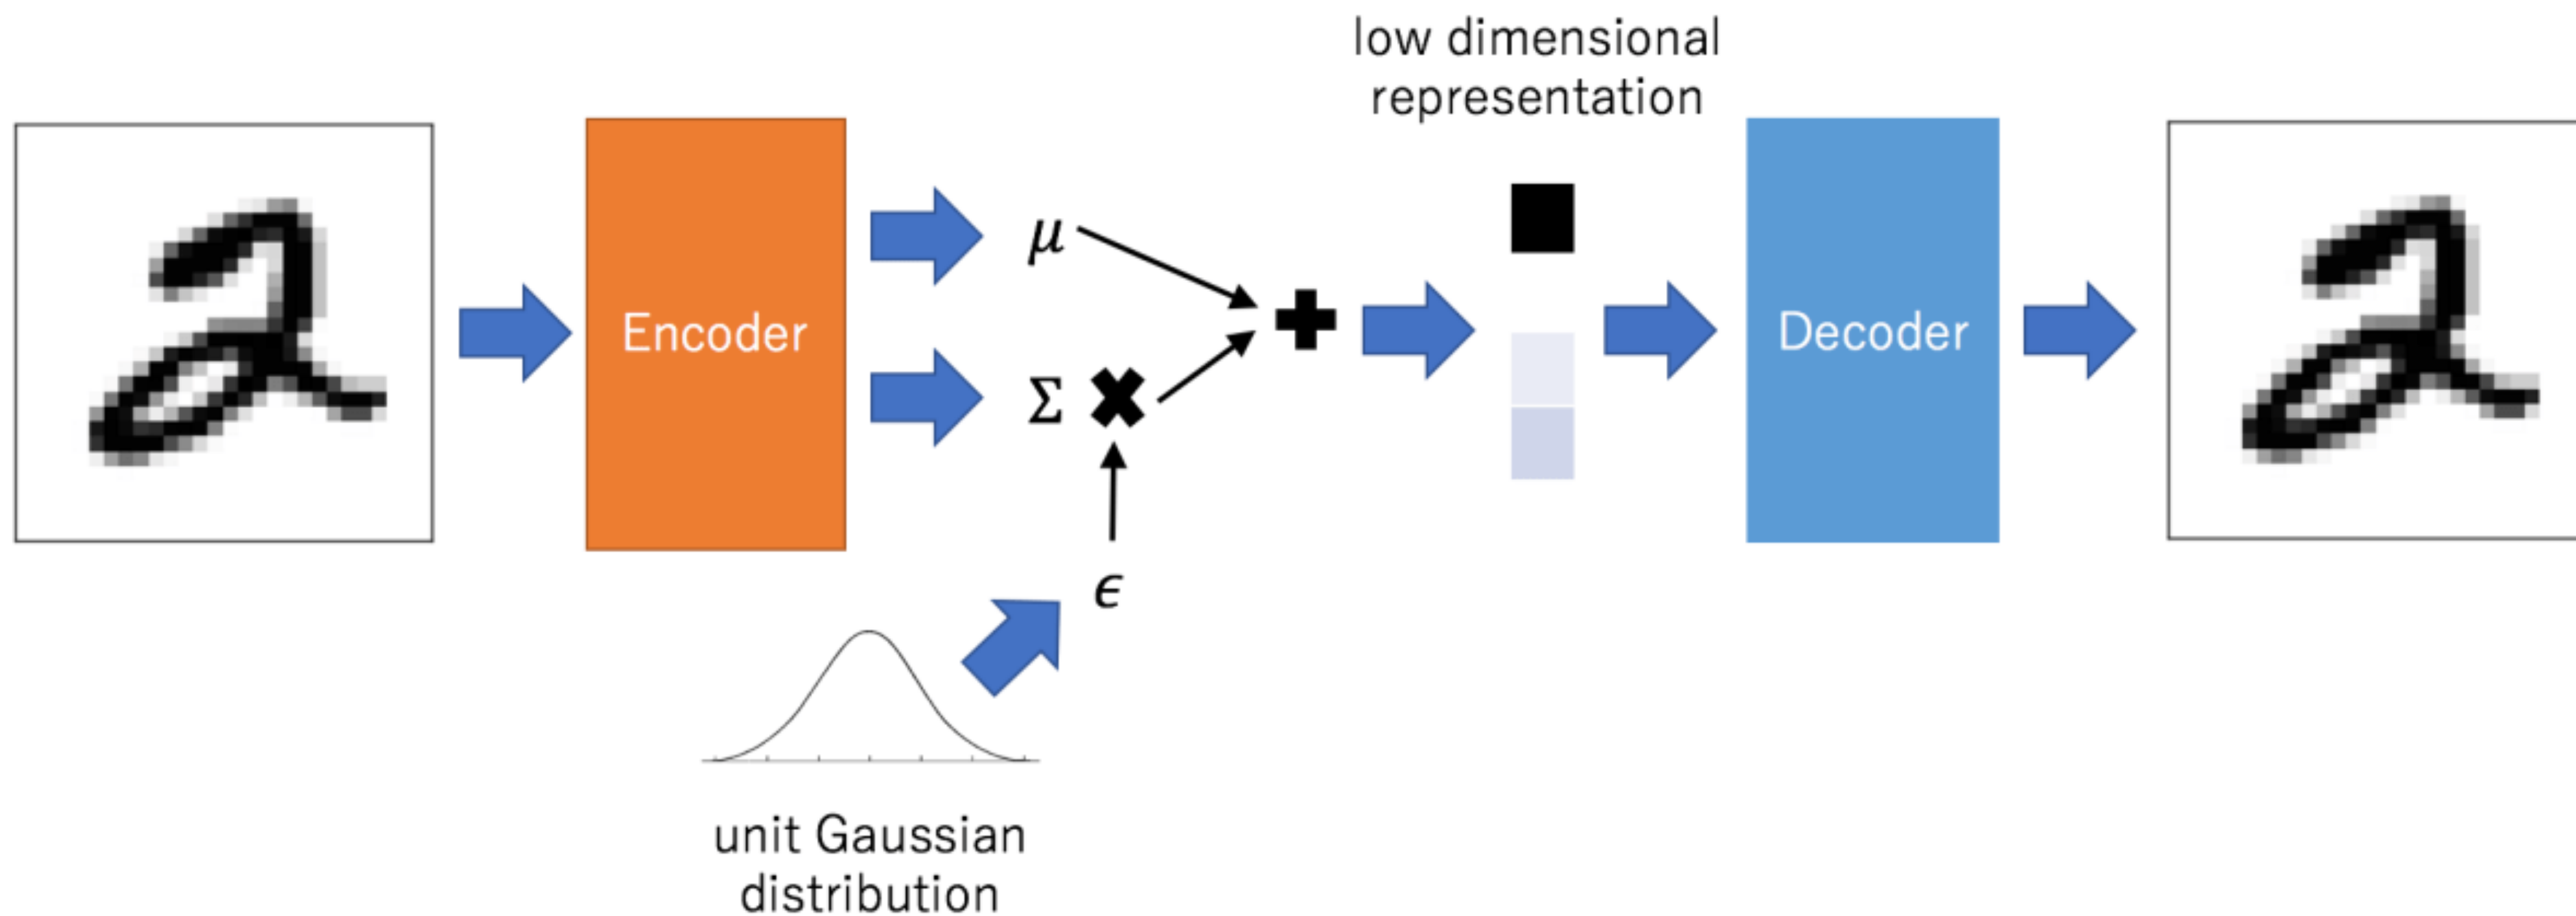 low dimensional
representation
Encoder
μ
Σ
ϵ
Decoder
unit Gaussian
distribution